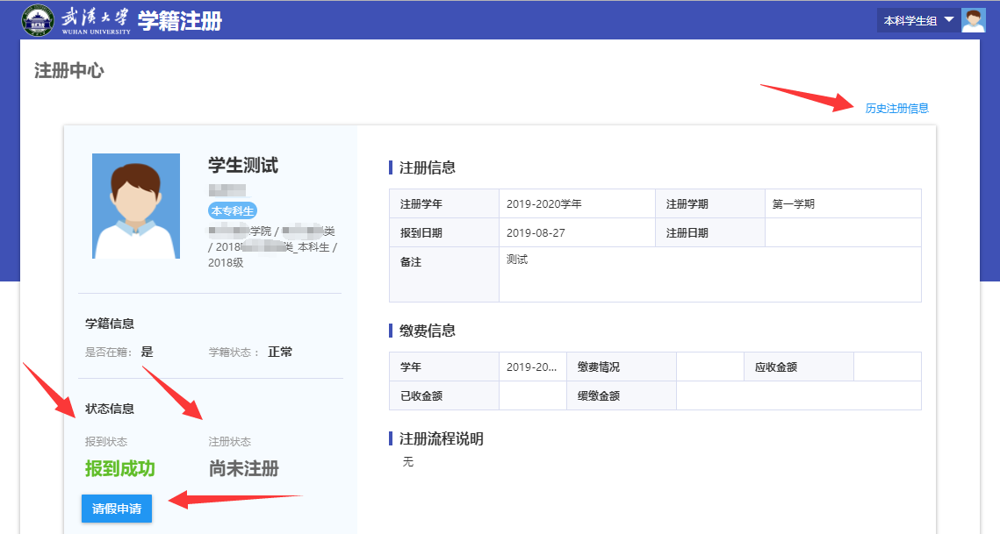 武汉大学 学籍注册
WUHAN UNIVERSITY
本科学生组
注册中心
历史注册信息
学生测试
本专科生
学院 / 类
/ 2018 类_本科生 /
2018级
学籍信息
是否在籍： 是 学籍状态： 正常
状态信息
报到状态 注册状态
报到成功 尚未注册
请假申请
注册信息
注册学年 2019-2020学年 注册学期 第一学期
报到日期 2019-08-27 注册日期
备注 测试
缴费信息
学年 2019-20... 缴费情况 应收金额
已收金额 缓缴金额
注册流程说明
无